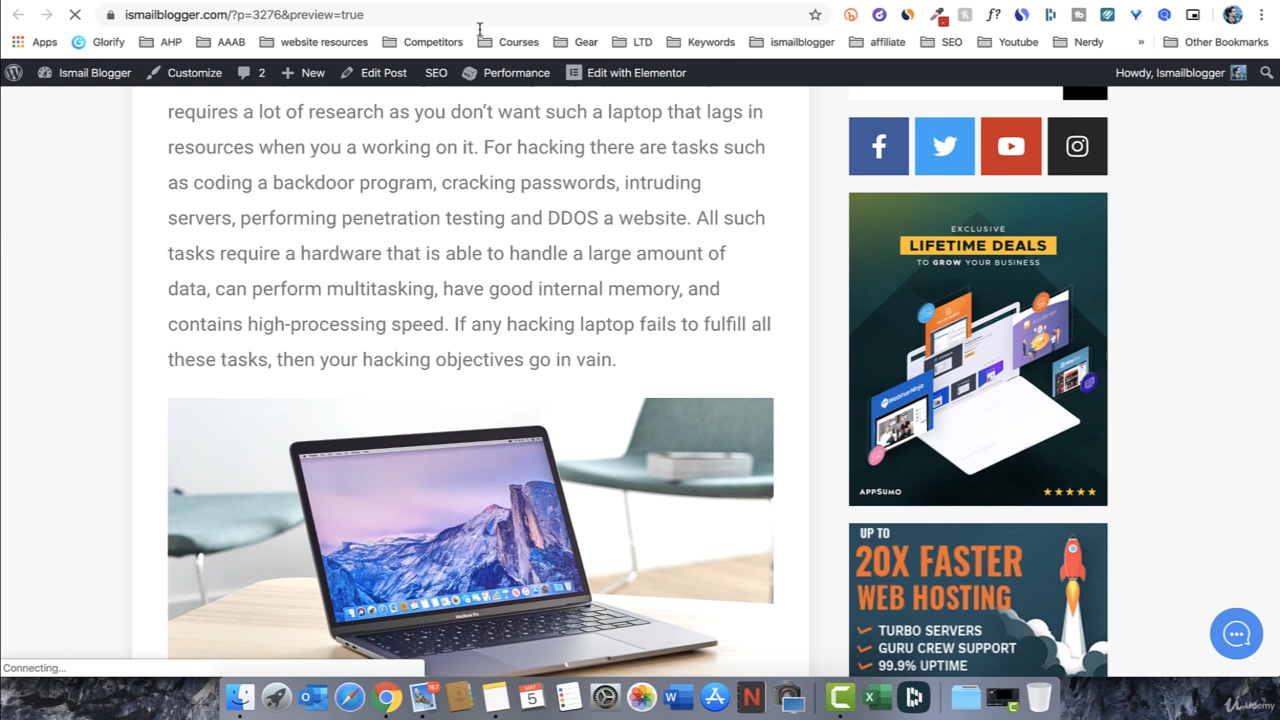 ismailblogger.com/?p=3276&preview=true
Apps Glorify AHP AAAB website resources Competitors Courses Gear LTD Keywords ismailblogger affiliate SEO Youtube Nerdy » Other Bookmarks
Ismail Blogger Customize 2 New Edit Post SEO Performance Edit with Elementor Howdy, Ismailblogger
requires a lot of research as you don’t want such a laptop that lags in
resources when you a working on it. For hacking there are tasks such
as coding a backdoor program, cracking passwords, intruding
servers, performing penetration testing and DDOS a website. All such
tasks require a hardware that is able to handle a large amount of
data, can perform multitasking, have good internal memory, and
contains high-processing speed. If any hacking laptop fails to fulfill all
these tasks, then your hacking objectives go in vain.
MacBook Pro
EXCLUSIVE
LIFETIME DEALS
TO GROW YOUR BUSINESS
WebinarNinja
APPSUMO
UP TO
20X FASTER
WEB HOSTING
TURBO SERVERS
GURU CREW SUPPORT
99.9% UPTIME
Connecting...
167
MAY
5
Udemy